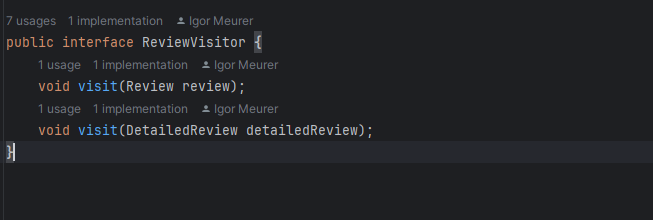 7 usages 1 implementation Igor Meurer
public interface ReviewVisitor {
1 usage 1 implementation Igor Meurer
void visit(Review review);
1 usage 1 implementation Igor Meurer
void visit(DetailedReview detailedReview);
}